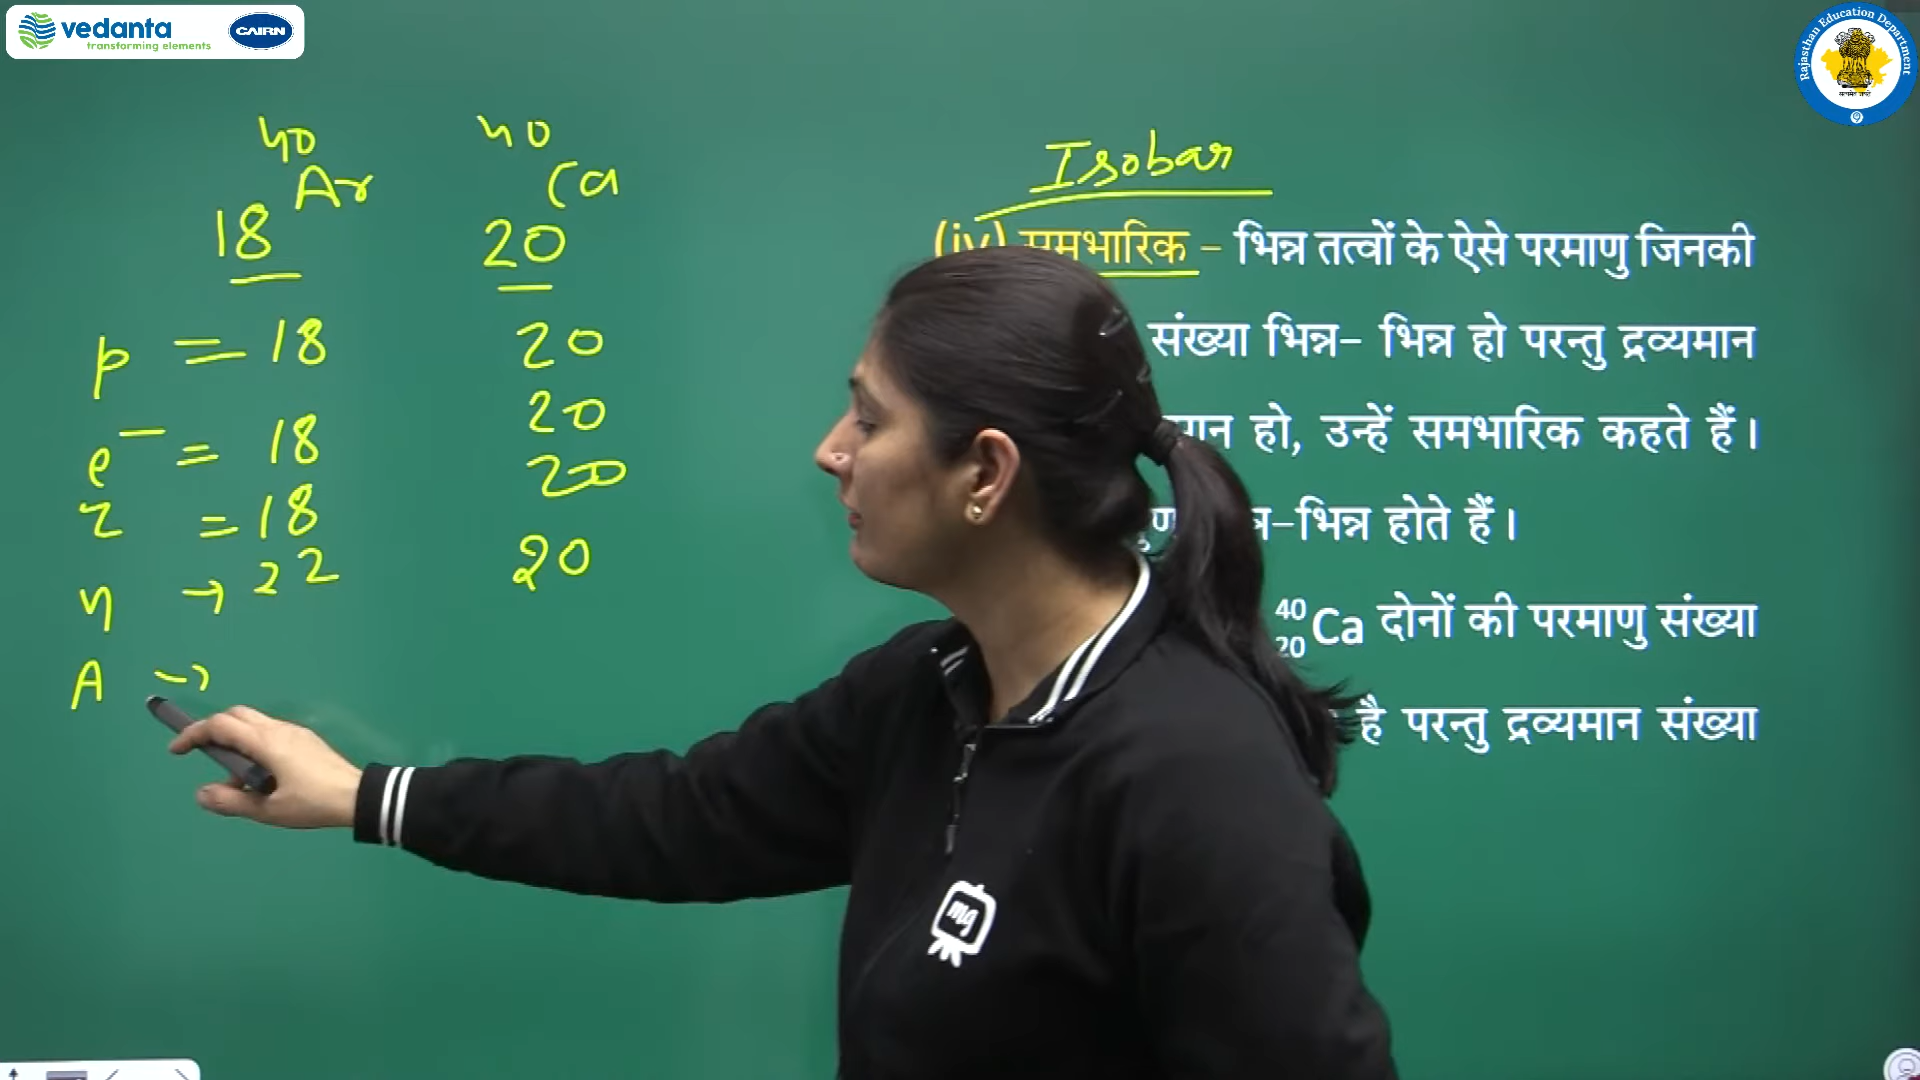 vedanta
transforming elements
CAIRN
Rajasthan Education Department
40 40
Ar Ca
18 20
p = 18 20
e⁻ = 18 20
z = 18 20
n → 22 20
A →
Isobar
(iv) समभारिक – भिन्न तत्वों के ऐसे परमाणु जिनकी
संख्या भिन्न– भिन्न हो परन्तु द्रव्यमान
हो, उन्हें समभारिक कहते हैं।
–भिन्न होते हैं।
40
20 Ca दोनों की परमाणु संख्या
है परन्तु द्रव्यमान संख्या
mg